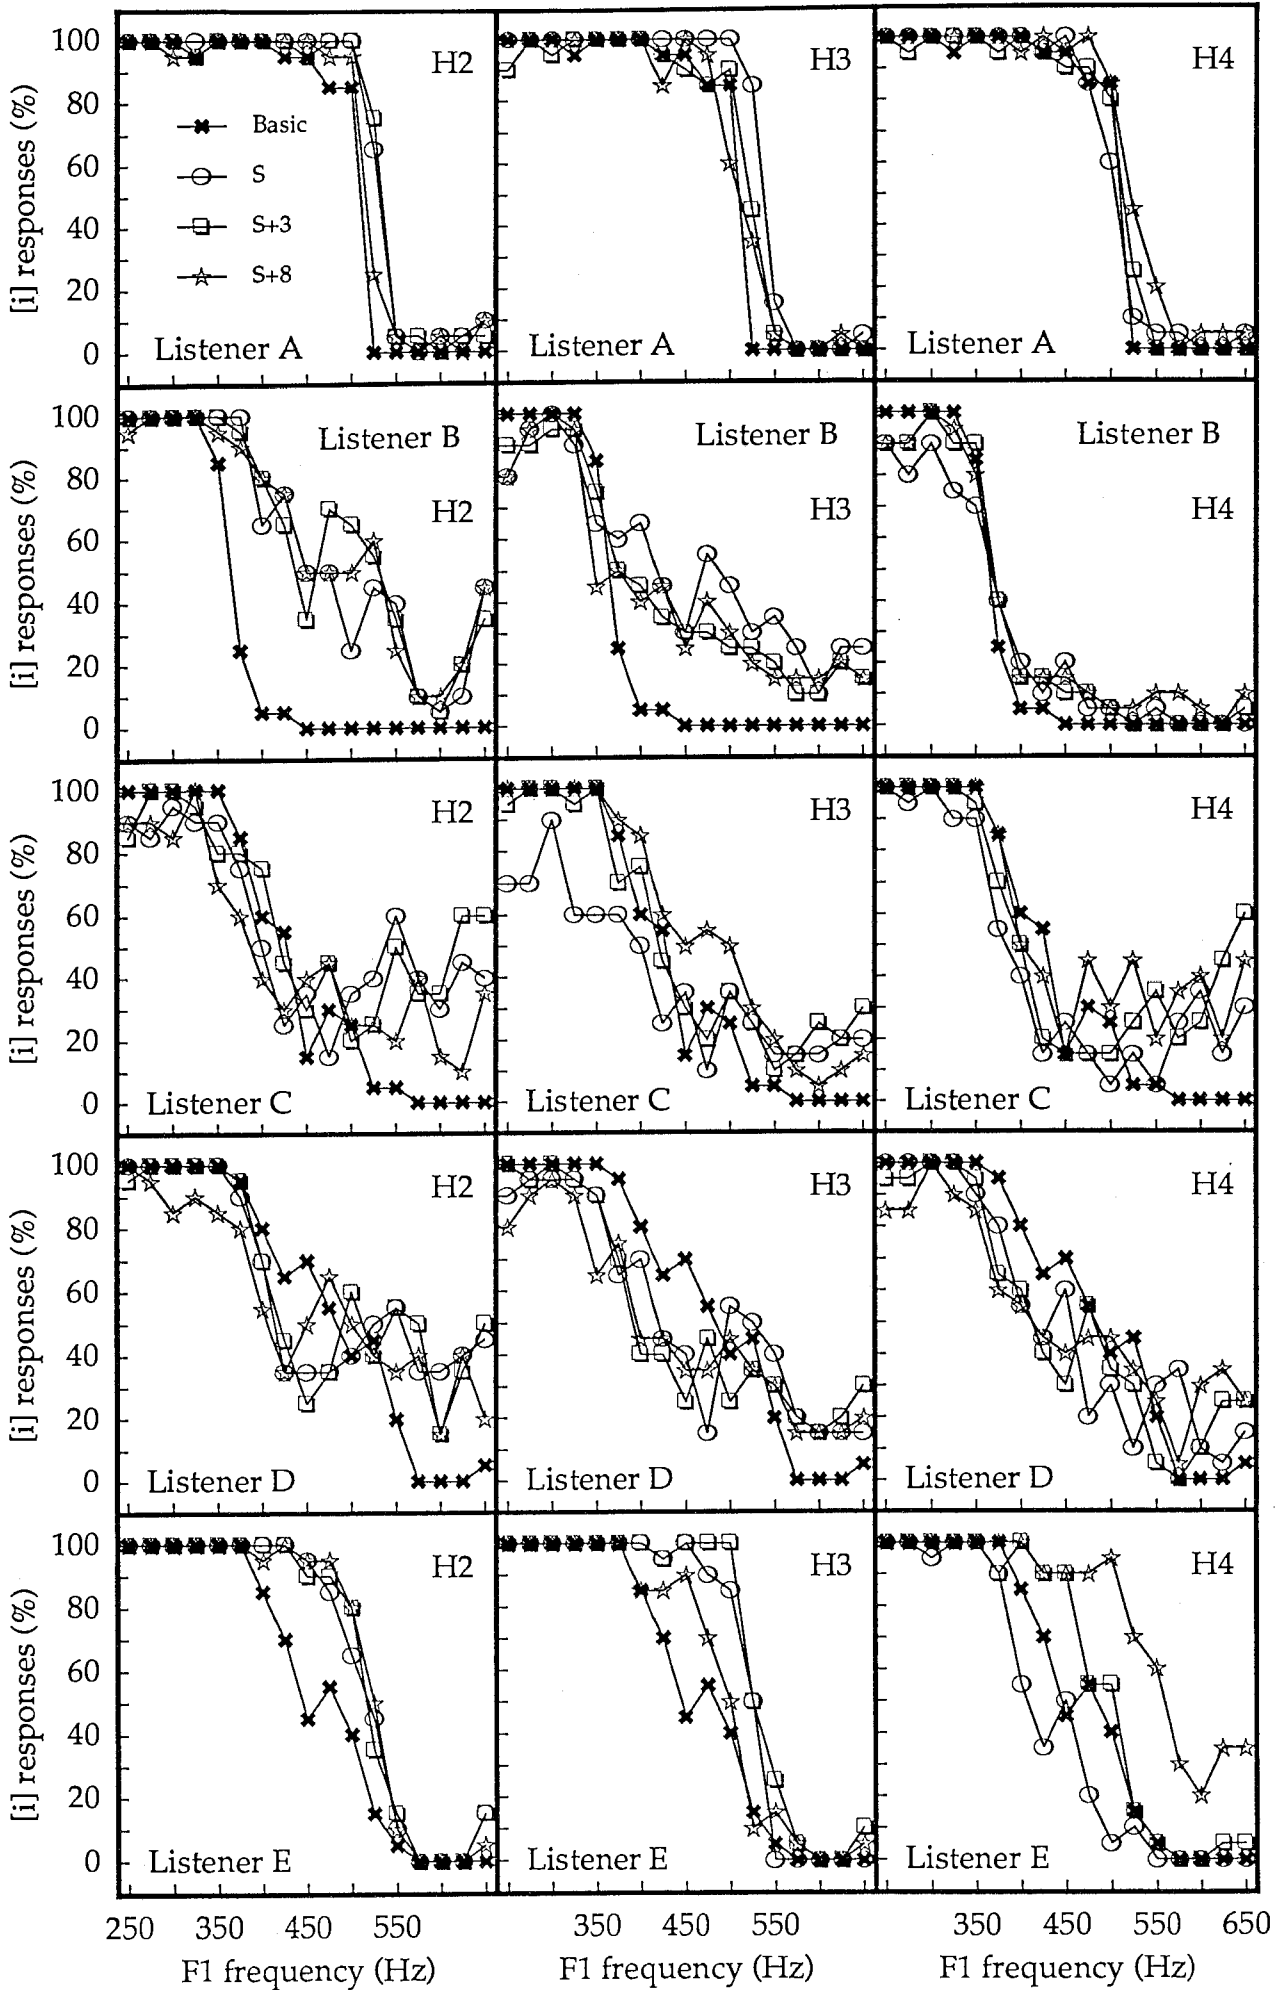 H2
H3
H4
[i] responses (%)
100
80
60
40
20
0
Basic
S
S+3
S+8
Listener A
Listener A
Listener A
[i] responses (%)
100
80
60
40
20
0
Listener B
Listener B
Listener B
H2
H3
H4
[i] responses (%)
100
80
60
40
20
0
H2
H3
H4
Listener C
Listener C
Listener C
[i] responses (%)
100
80
60
40
20
0
H2
H3
H4
Listener D
Listener D
Listener D
[i] responses (%)
100
80
60
40
20
0
H2
H3
H4
Listener E
Listener E
Listener E
250 350 450 550 350 450 550 350 450 550 650
F1 frequency (Hz)
F1 frequency (Hz)
F1 frequency (Hz)